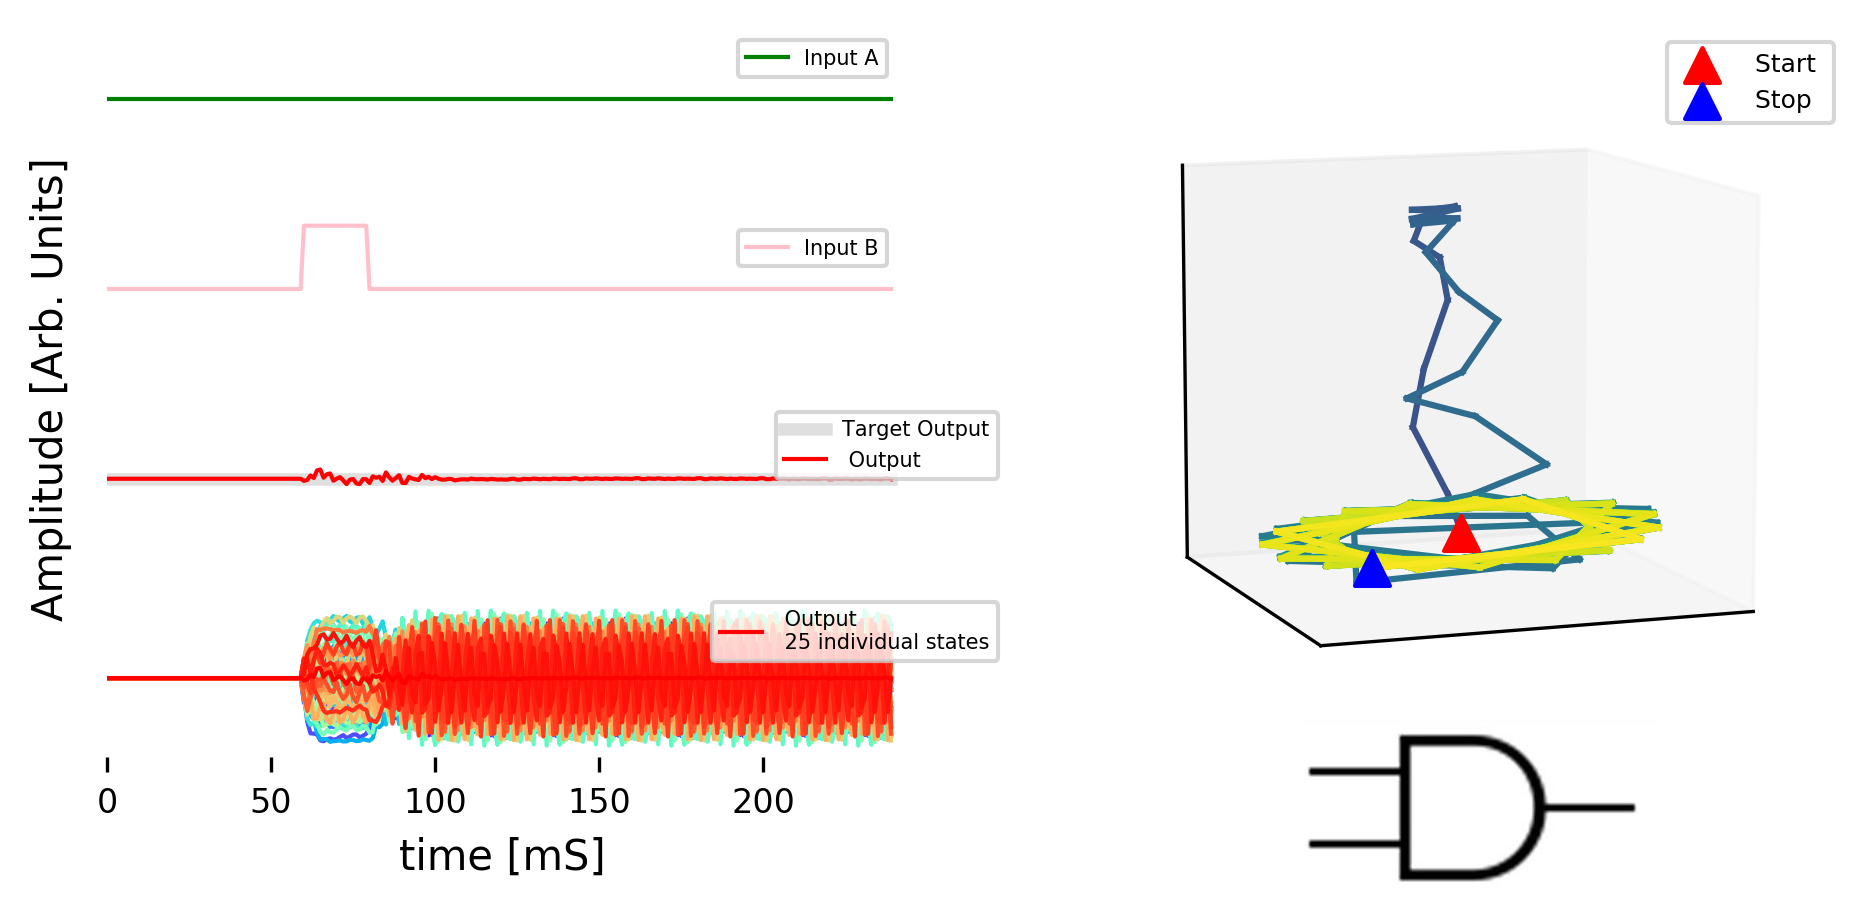 Input A
Input B
Target Output
Output
Output
25 individual states
Amplitude [Arb. Units]
0 50 100 150 200
time [mS]
Start
Stop